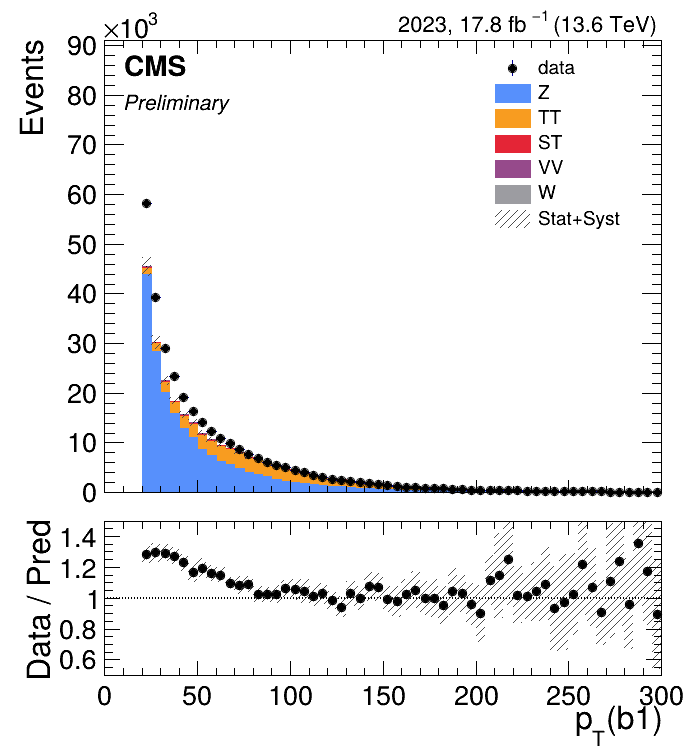 ×10³
2023, 17.8 fb⁻¹ (13.6 TeV)
Events
90
80
70
60
50
40
30
20
10
0
CMS
Preliminary
data
Z
TT
ST
VV
W
Stat+Syst
Data / Pred
1.4
1.2
1
0.8
0.6
0 50 100 150 200 250 300
p_T(b1)